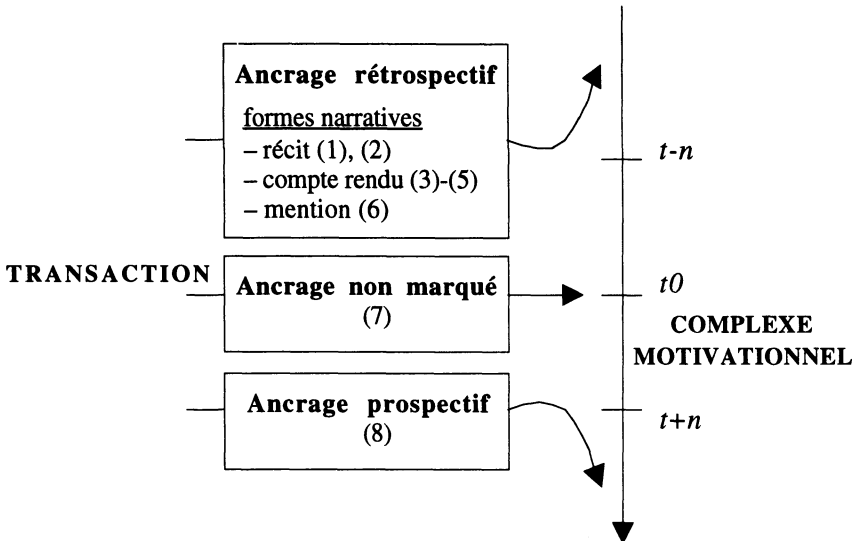 Ancrage rétrospectif
formes narratives
– récit (1), (2)
– compte rendu (3)-(5)
– mention (6)
t-n
TRANSACTION
Ancrage non marqué
(7)
t0
COMPLEXE
MOTIVATIONNEL
Ancrage prospectif
(8)
t+n